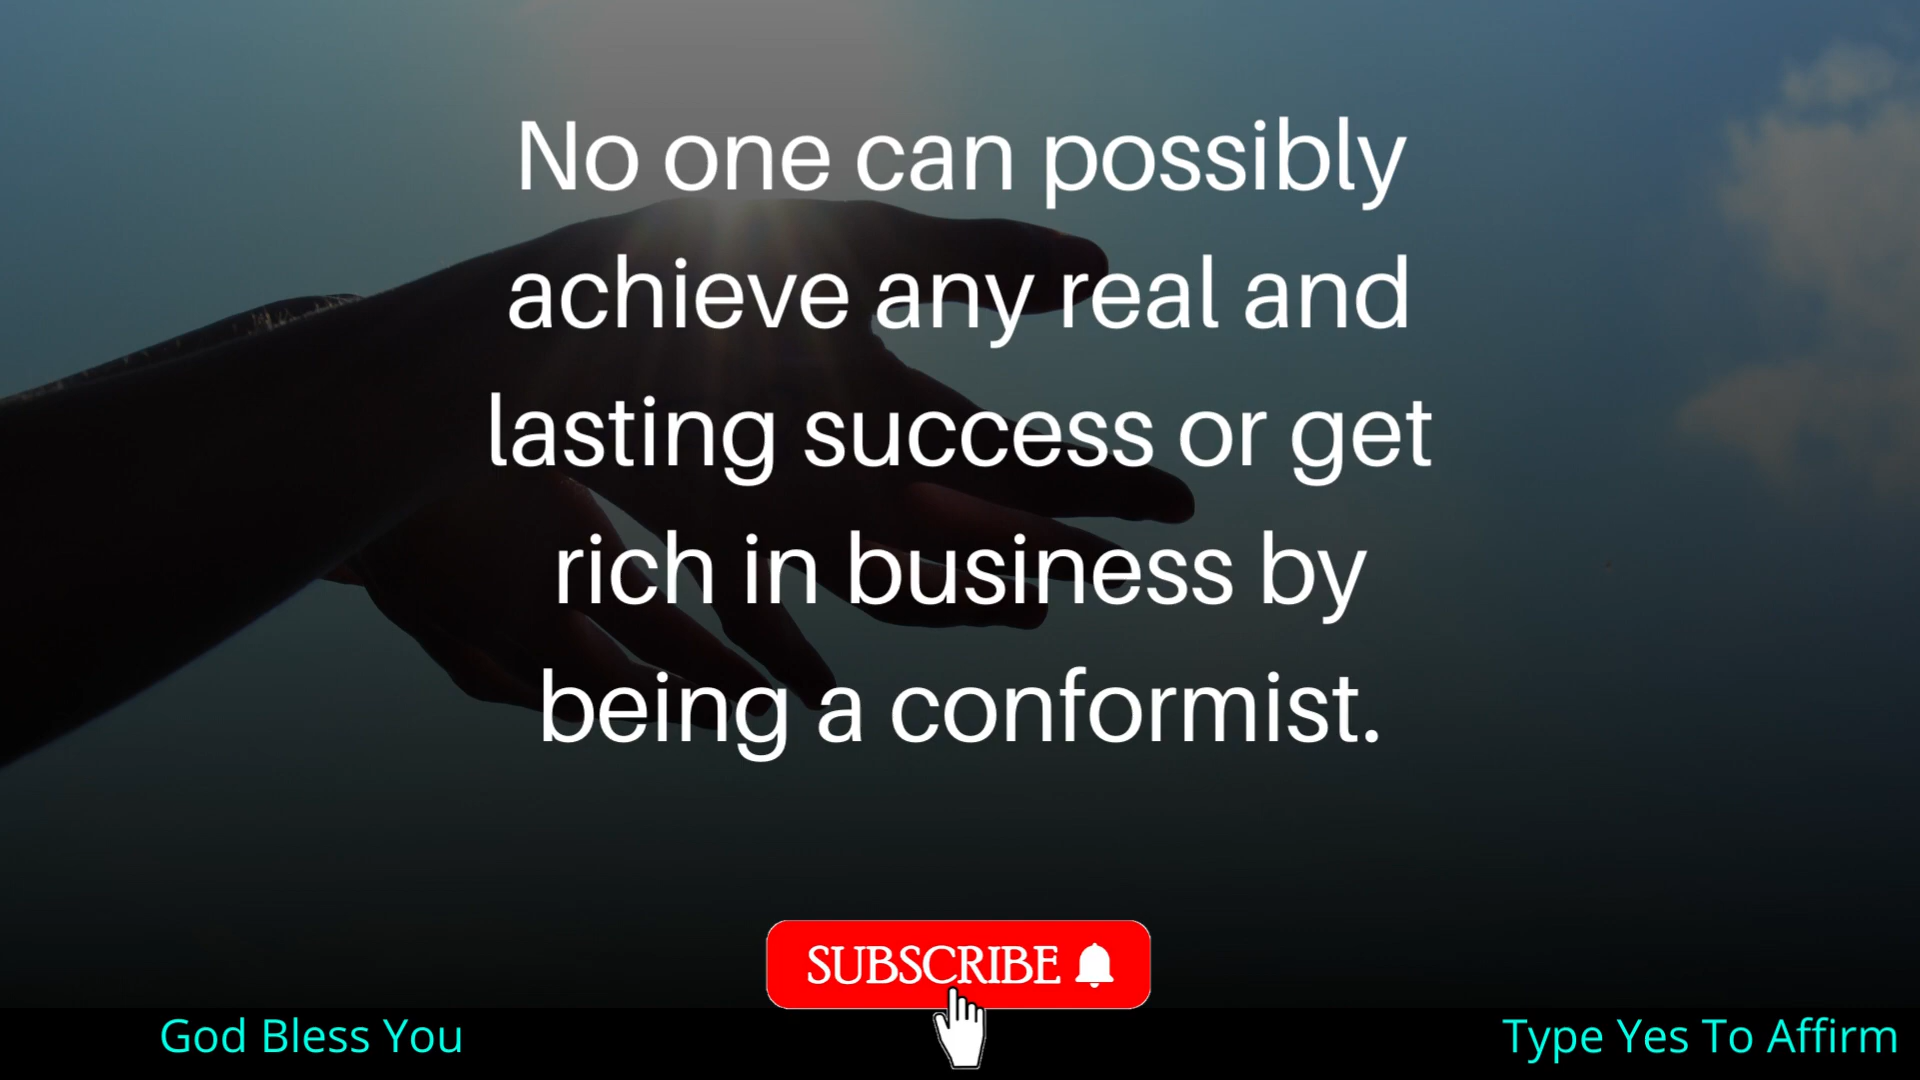 No one can possibly
achieve any real and
lasting success or get
rich in business by
being a conformist.
SUBSCRIBE
God Bless You
Type Yes To Affirm